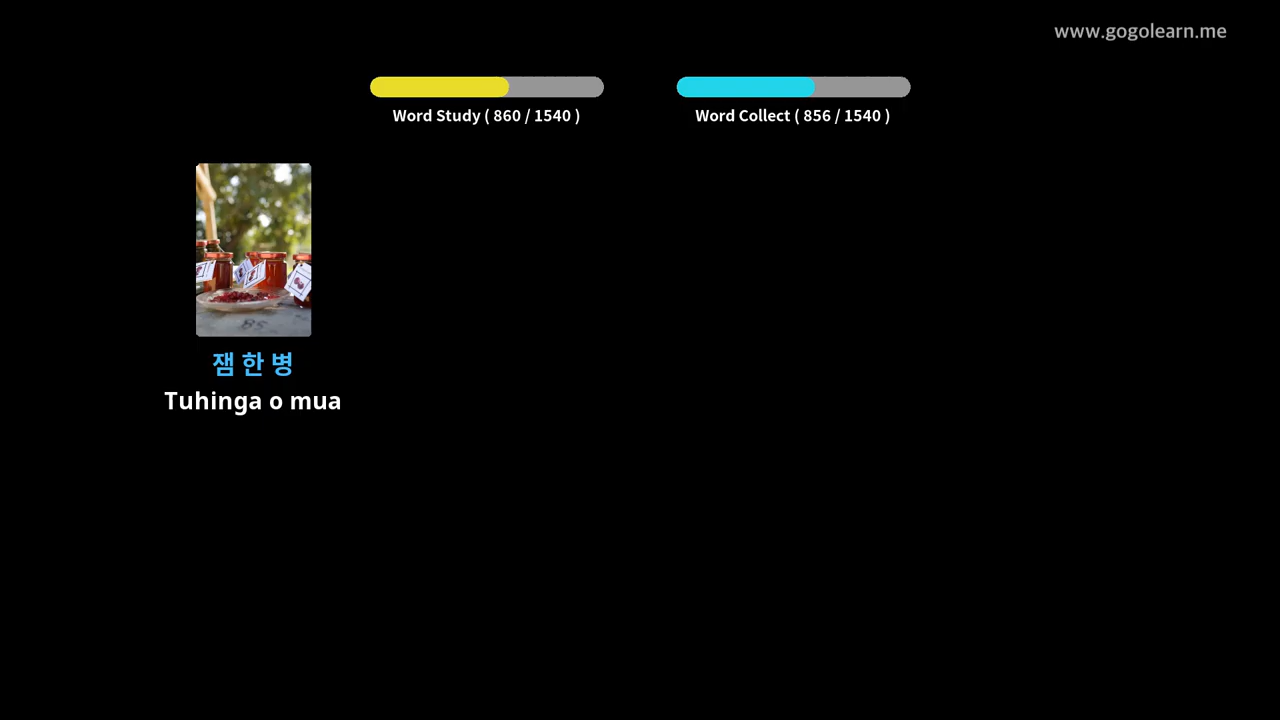 www.gogolearn.me
Word Study ( 860 / 1540 )
Word Collect ( 856 / 1540 )
잼 한 병
Tuhinga o mua